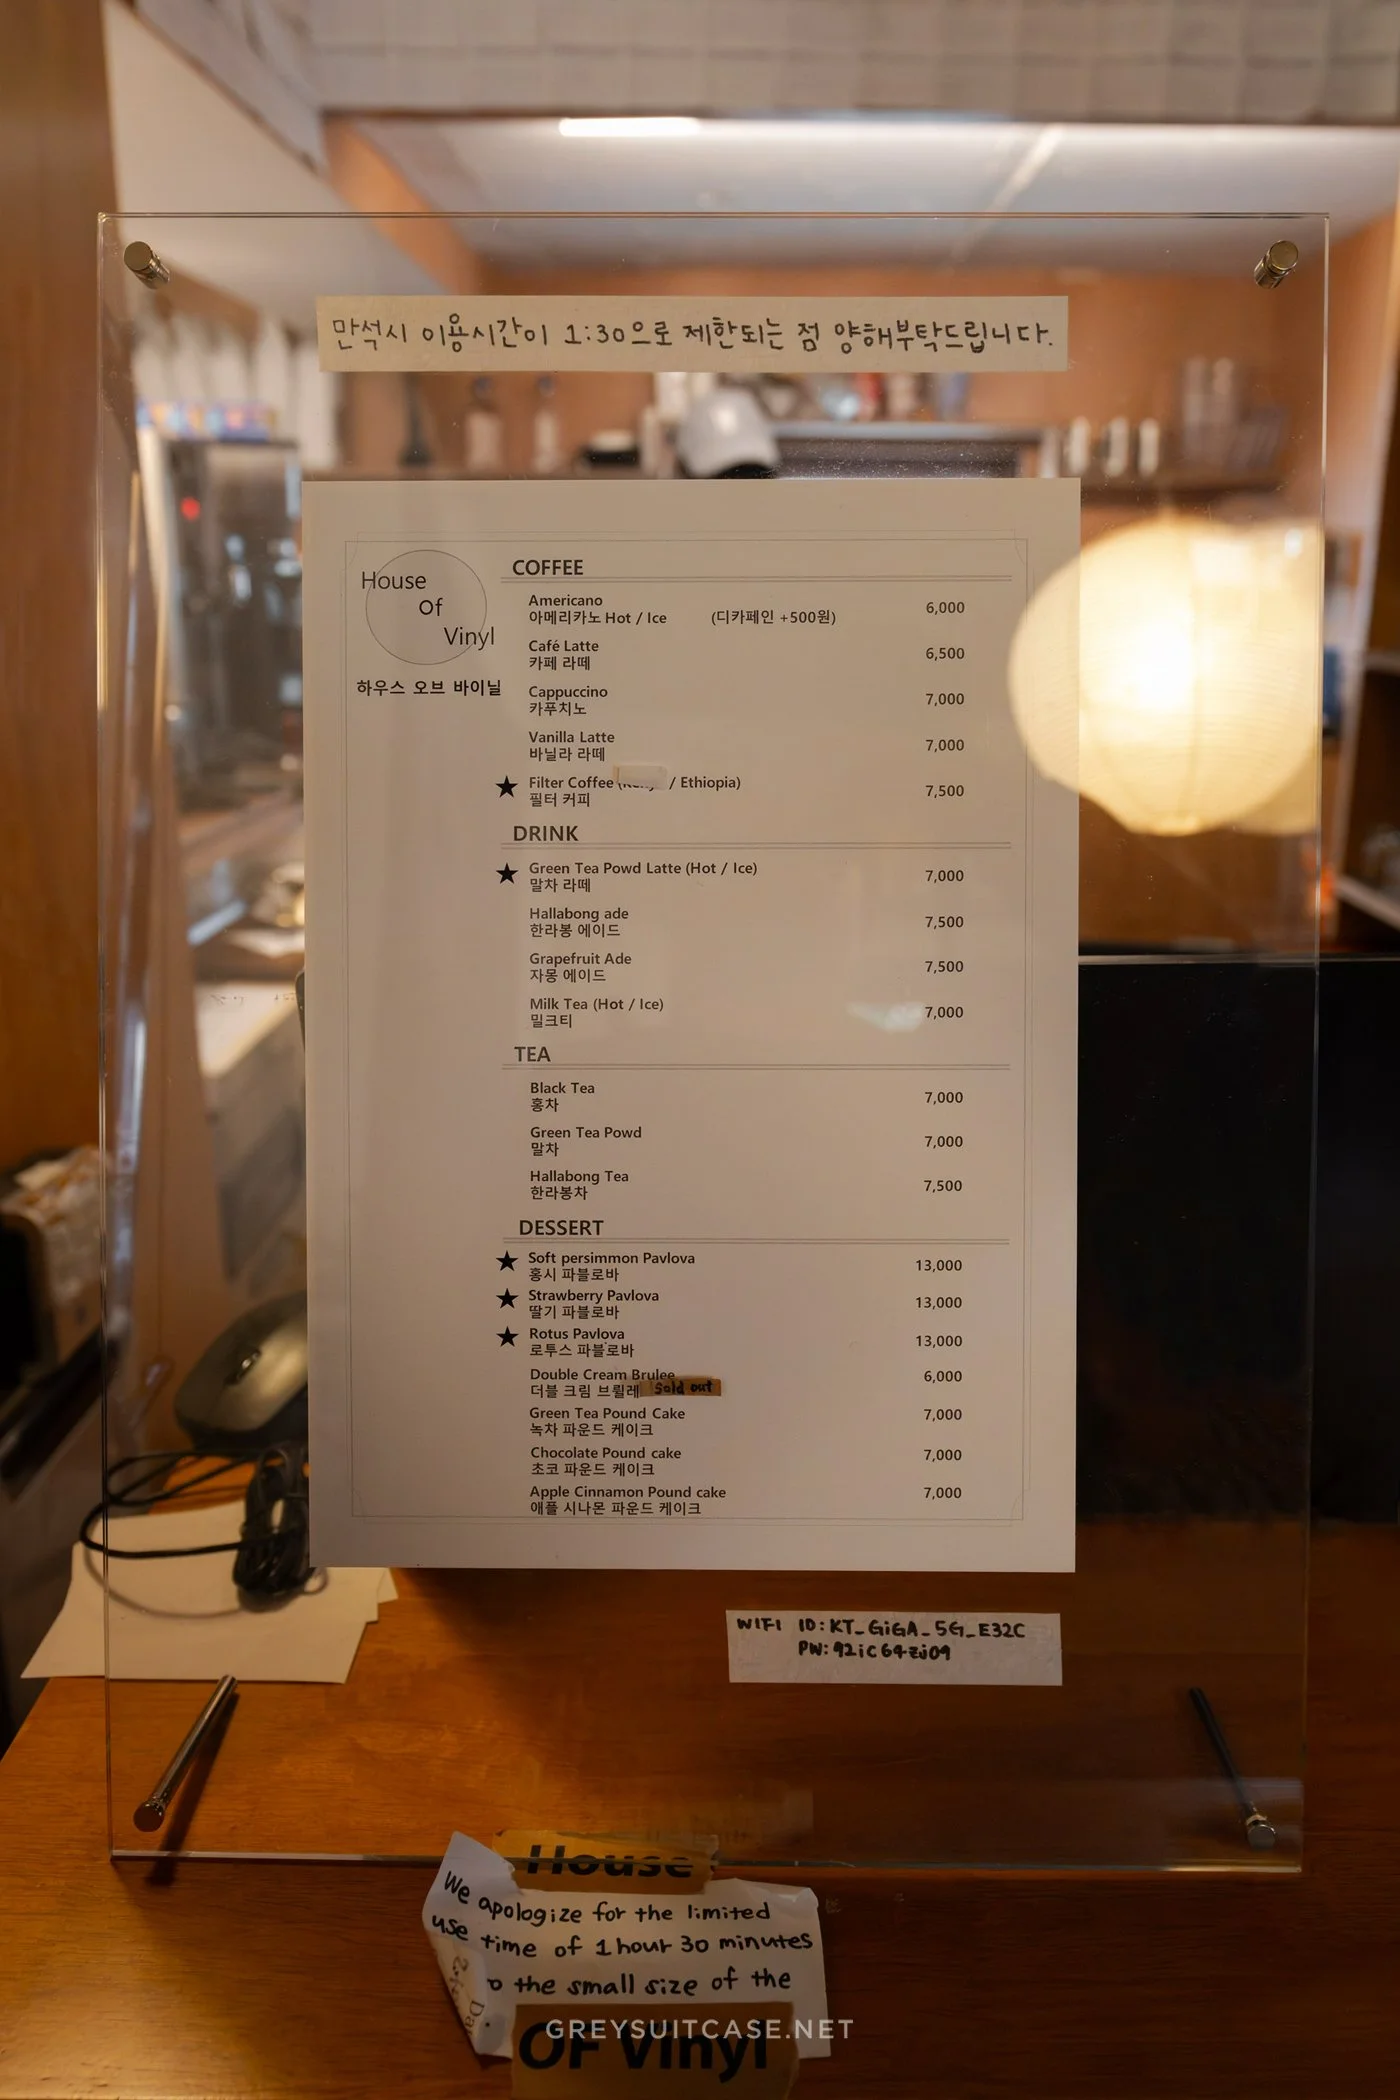 만석시 이용시간이 1:30으로 제한되는 점 양해부탁드립니다.
House
Of
Vinyl
하우스 오브 바이닐
COFFEE
Americano
아메리카노 Hot / Ice (디카페인 +500원) 6,000
Café Latte
카페 라떼 6,500
Cappuccino
카푸치노 7,000
Vanilla Latte
바닐라 라떼 7,000
★ Filter Coffee ( / Ethiopia)
필터 커피 7,500
DRINK
★ Green Tea Powd Latte (Hot / Ice)
말차 라떼 7,000
Hallabong ade
한라봉 에이드 7,500
Grapefruit Ade
자몽 에이드 7,500
Milk Tea (Hot / Ice)
밀크티 7,000
TEA
Black Tea
홍차 7,000
Green Tea Powd
말차 7,000
Hallabong Tea
한라봉차 7,500
DESSERT
★ Soft persimmon Pavlova
홍시 파블로바 13,000
★ Strawberry Pavlova
딸기 파블로바 13,000
★ Rotus Pavlova
로투스 파블로바 13,000
Double Cream Brulee 6,000
더블 크림 브륄레 Sold out
Green Tea Pound Cake 7,000
녹차 파운드 케이크
Chocolate Pound cake 7,000
초코 파운드 케이크
Apple Cinnamon Pound cake 7,000
애플 시나몬 파운드 케이크
WIFI ID: KT_GiGA_5G_E32C
PW: 92ic64zj09
House
We apologize for the limited
use time of 1 hour 30 minutes
the small size of the
GREYSUITCASE.NET
OF Vinyl